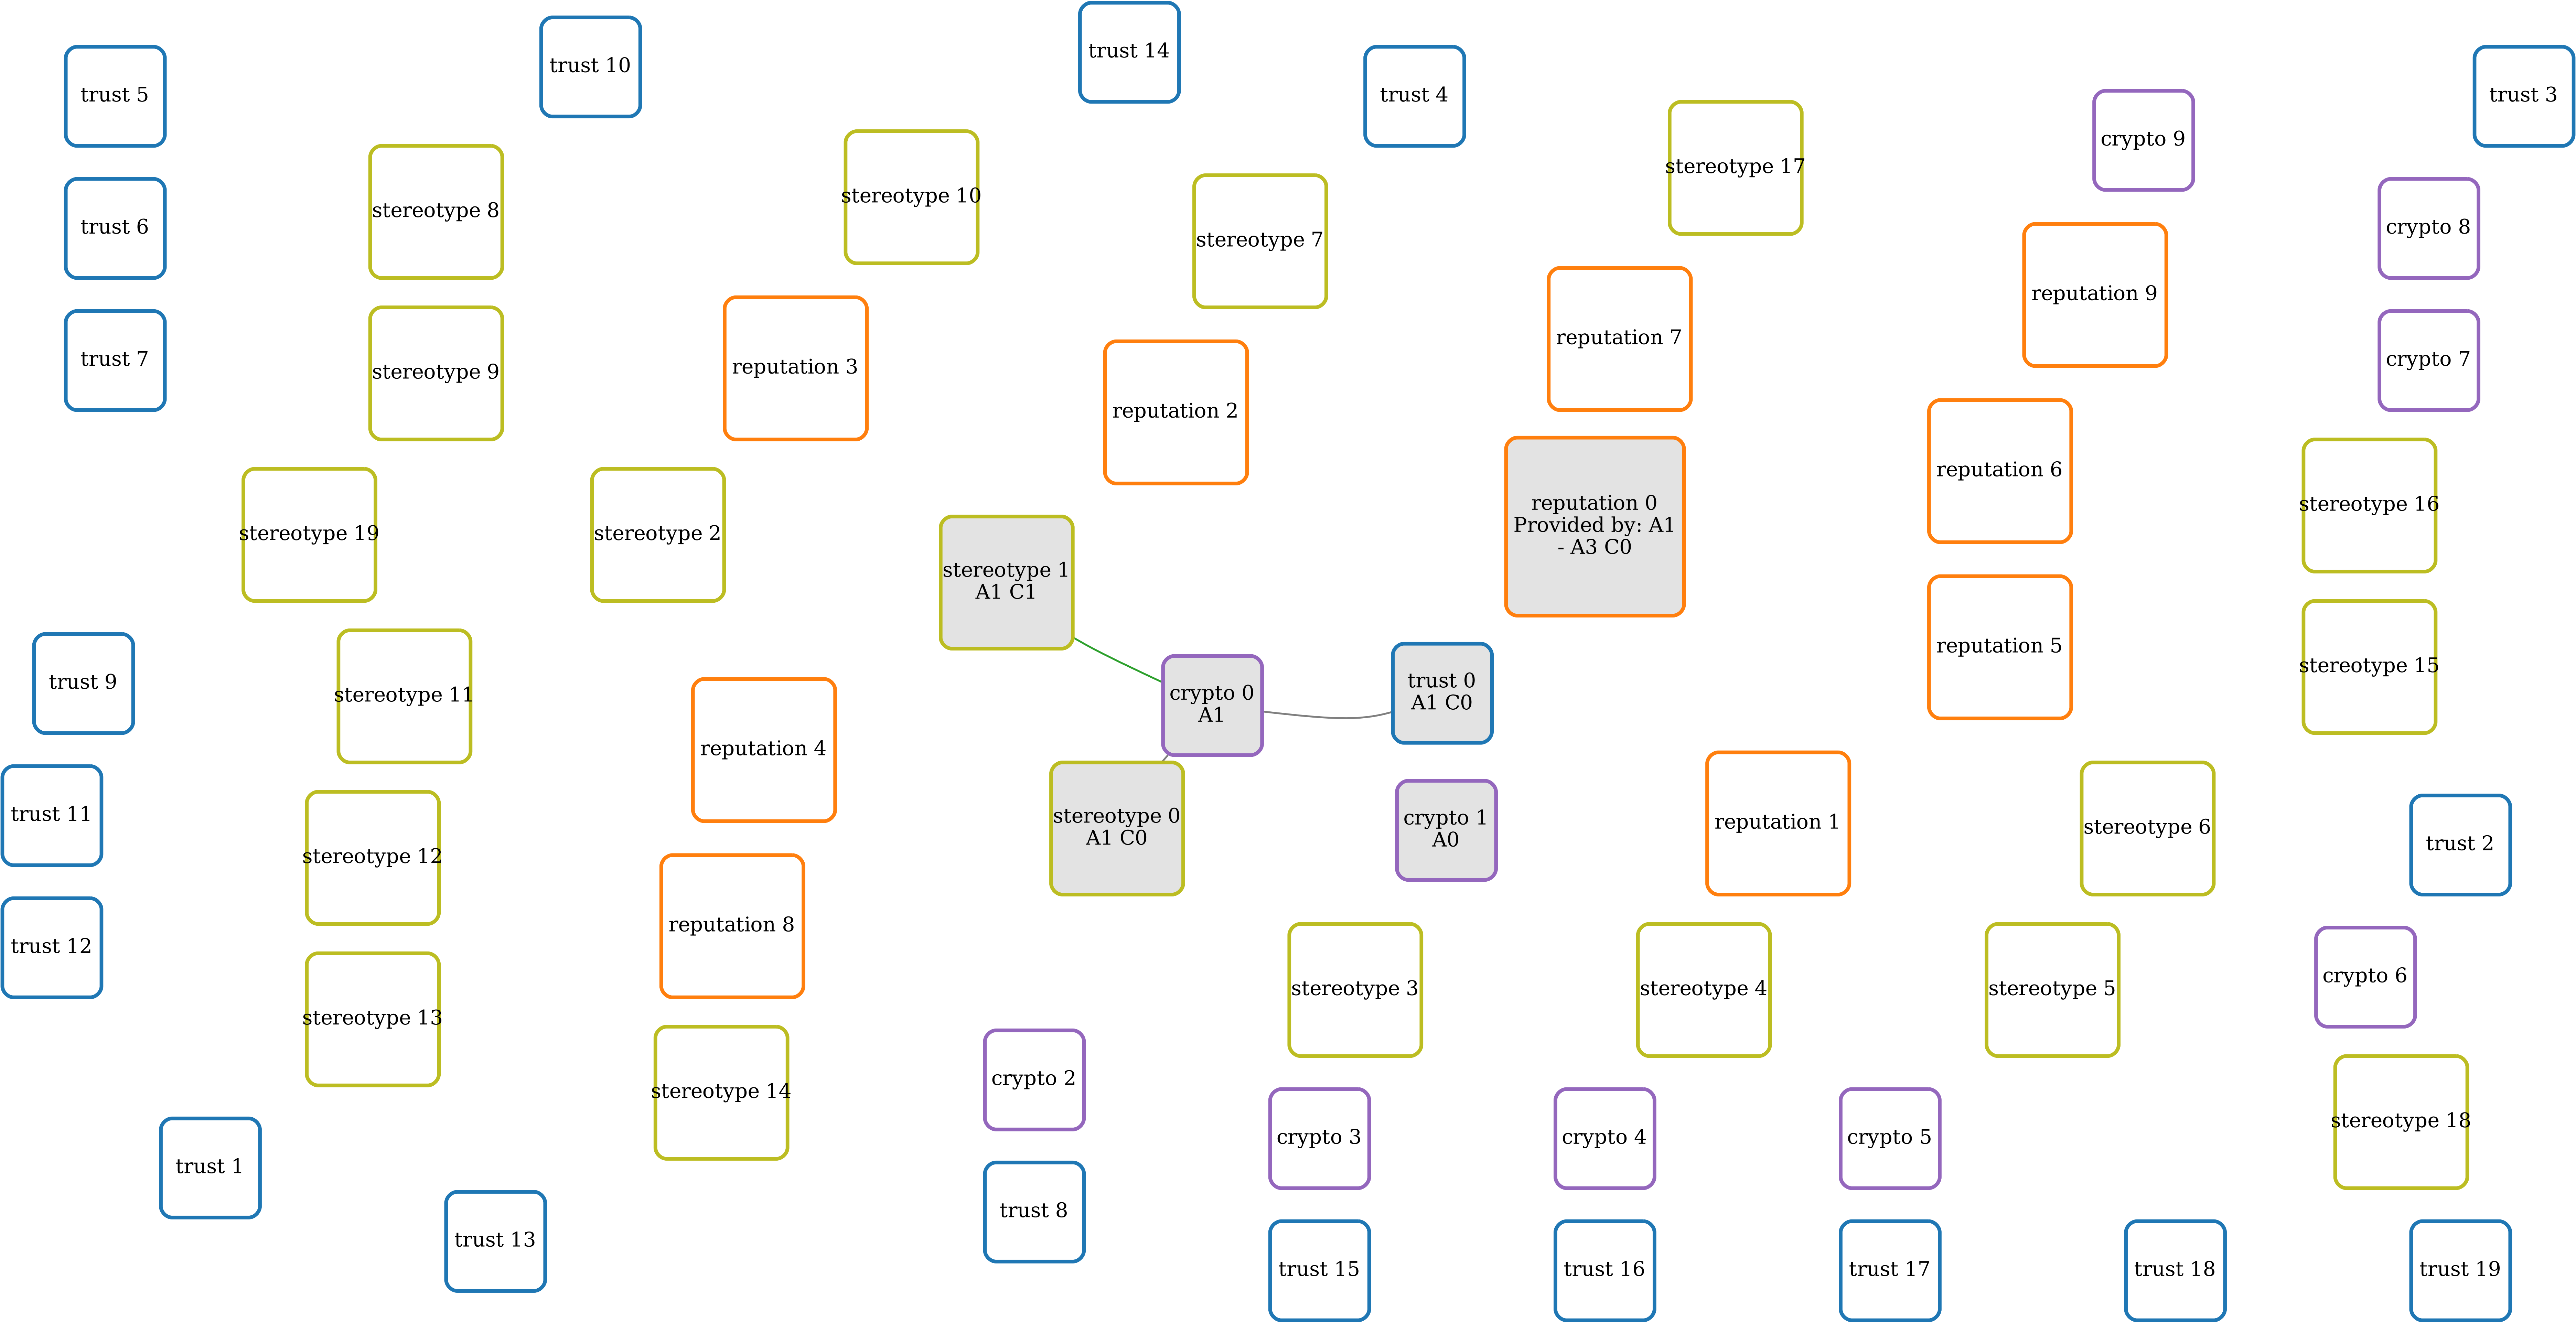 trust 14
trust 10
trust 5
trust 4
trust 3
crypto 9
stereotype 17
stereotype 10
stereotype 8
trust 6
crypto 8
stereotype 7
reputation 9
reputation 7
trust 7
crypto 7
reputation 3
stereotype 9
reputation 2
reputation 6
reputation 0
Provided by: A1
- A3 C0
stereotype 16
stereotype 19
stereotype 2
stereotype 1
A1 C1
reputation 5
stereotype 15
trust 9
trust 0
A1 C0
crypto 0
A1
stereotype 11
reputation 4
trust 11
stereotype 0
A1 C0
crypto 1
A0
reputation 1
stereotype 6
trust 2
stereotype 12
reputation 8
trust 12
crypto 6
stereotype 3
stereotype 4
stereotype 5
stereotype 13
crypto 2
stereotype 14
stereotype 18
crypto 3
crypto 4
crypto 5
trust 1
trust 8
trust 13
trust 15
trust 16
trust 17
trust 18
trust 19